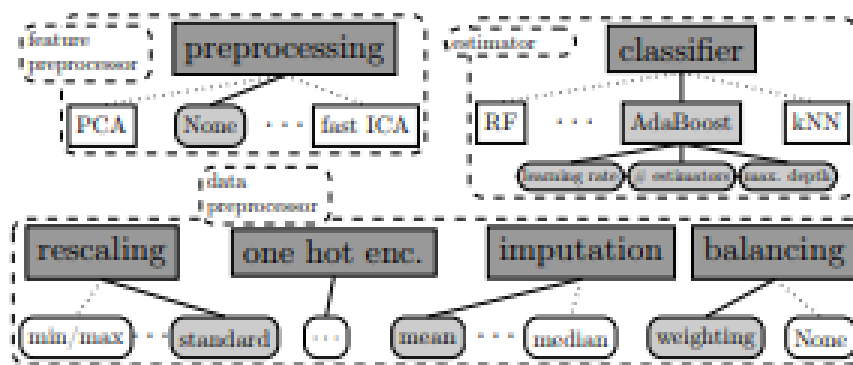 feature
preprocessor
preprocessing
PCA
None
···
fast ICA
estimator
classifier
RF
···
AdaBoost
kNN
learning rate
# estimators
max. depth
data
preprocessor
rescaling
one hot enc.
imputation
balancing
min/max
···
standard
···
mean
···
median
weighting
None